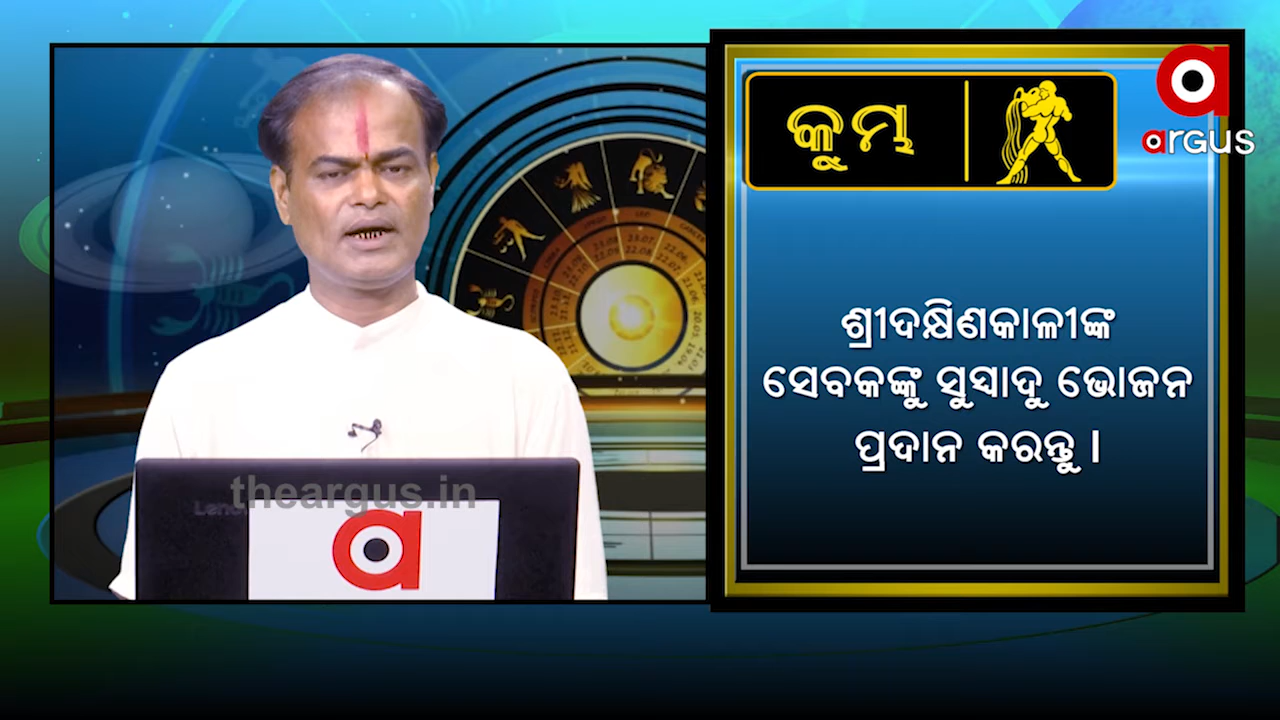 କୁମ୍ଭ
argus
ଶ୍ରୀଦକ୍ଷିଣକାଳୀଙ୍କ
ସେବକଙ୍କୁ ସୁସ୍ୱାଦୁ ଭୋଜନ
ପ୍ରଦାନ କରନ୍ତୁ ।
theargus.in